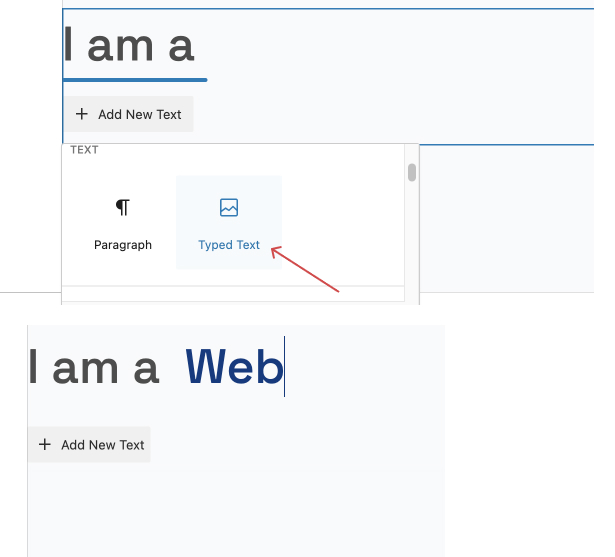 I am a
+ Add New Text
TEXT
¶
Paragraph
Typed Text
I am a Web
+ Add New Text